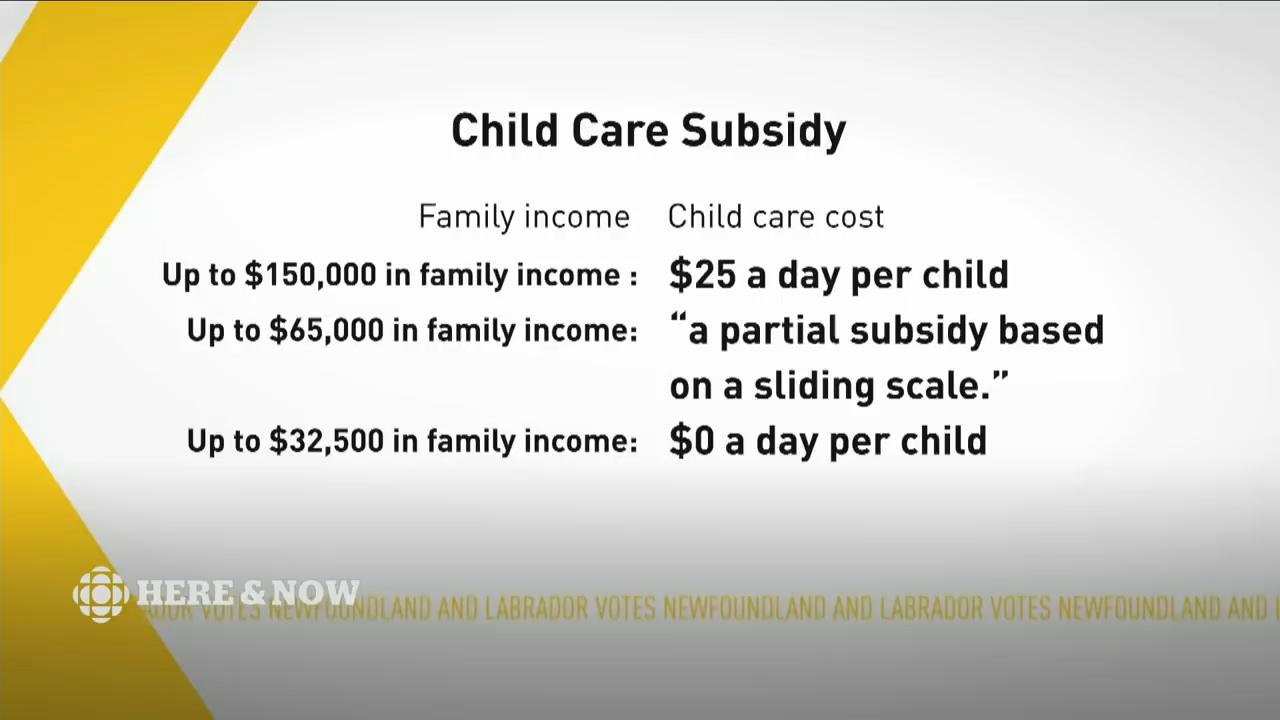 Child Care Subsidy
Family income Child care cost
Up to $150,000 in family income : $25 a day per child
Up to $65,000 in family income: “a partial subsidy based
on a sliding scale.”
Up to $32,500 in family income: $0 a day per child
HERE & NOW
VOTES NEWFOUNDLAND AND LABRADOR VOTES NEWFOUNDLAND AND LABRADOR VOTES NEWFOUNDLAND AND